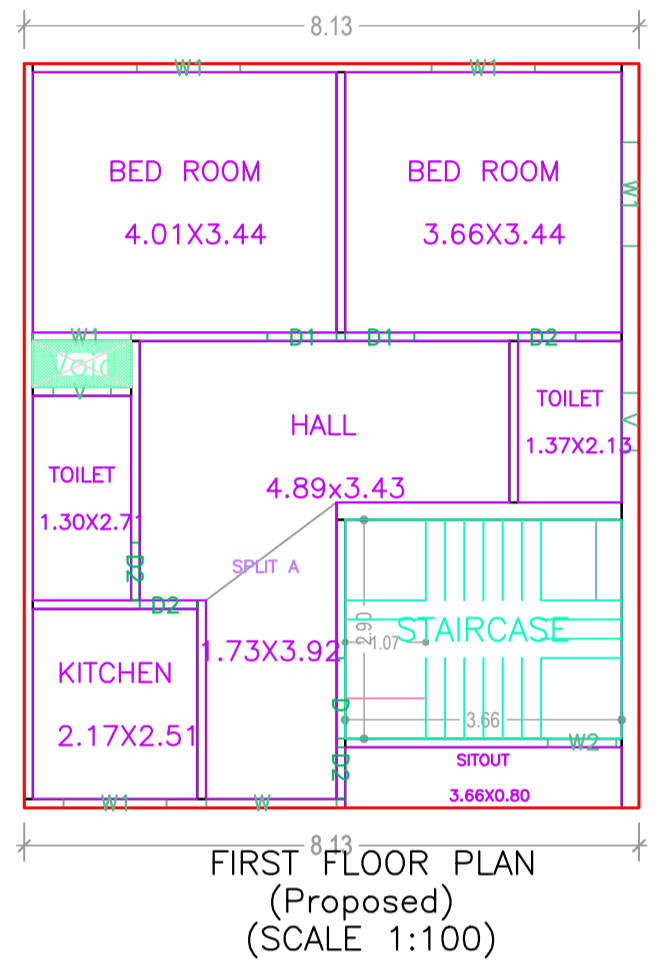 8.13
W1 W1
BED ROOM BED ROOM
4.01X3.44 3.66X3.44
W1
W1 D1 D1 D2
VOID
V
HALL
4.89x3.43
TOILET
1.37X2.13
V
TOILET
1.30X2.71
D2
SPLIT A
D2
1.73X3.92
STAIRCASE
2.90
1.07
3.66
KITCHEN
2.17X2.51
D
D2
W2
SITOUT
3.66X0.80
W1 W
8.13
FIRST FLOOR PLAN
(Proposed)
(SCALE 1:100)